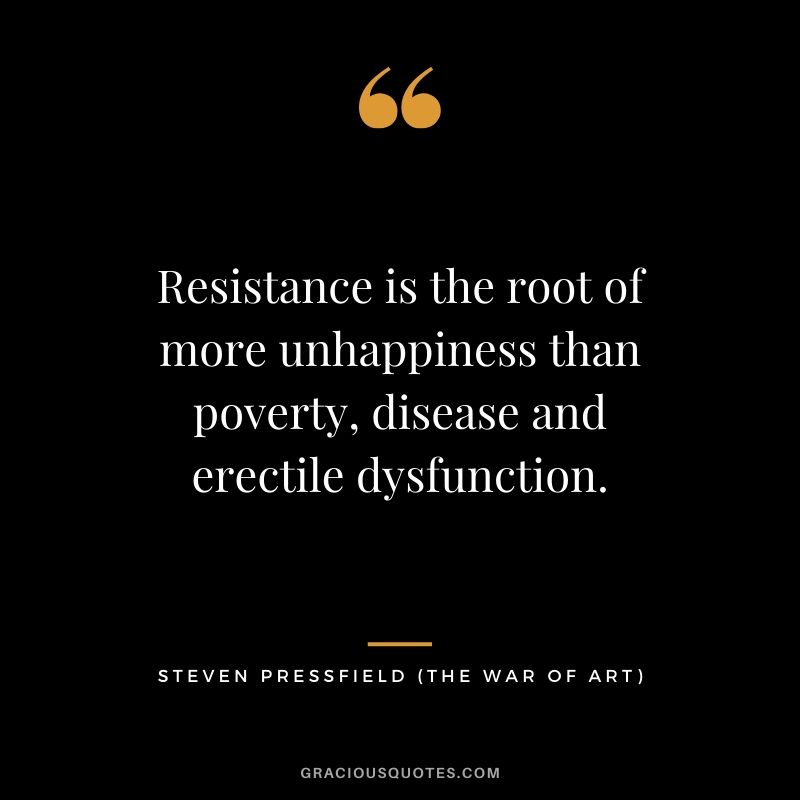 “
Resistance is the root of
more unhappiness than
poverty, disease and
erectile dysfunction.
STEVEN PRESSFIELD (THE WAR OF ART)
GRACIOUSQUOTES.COM